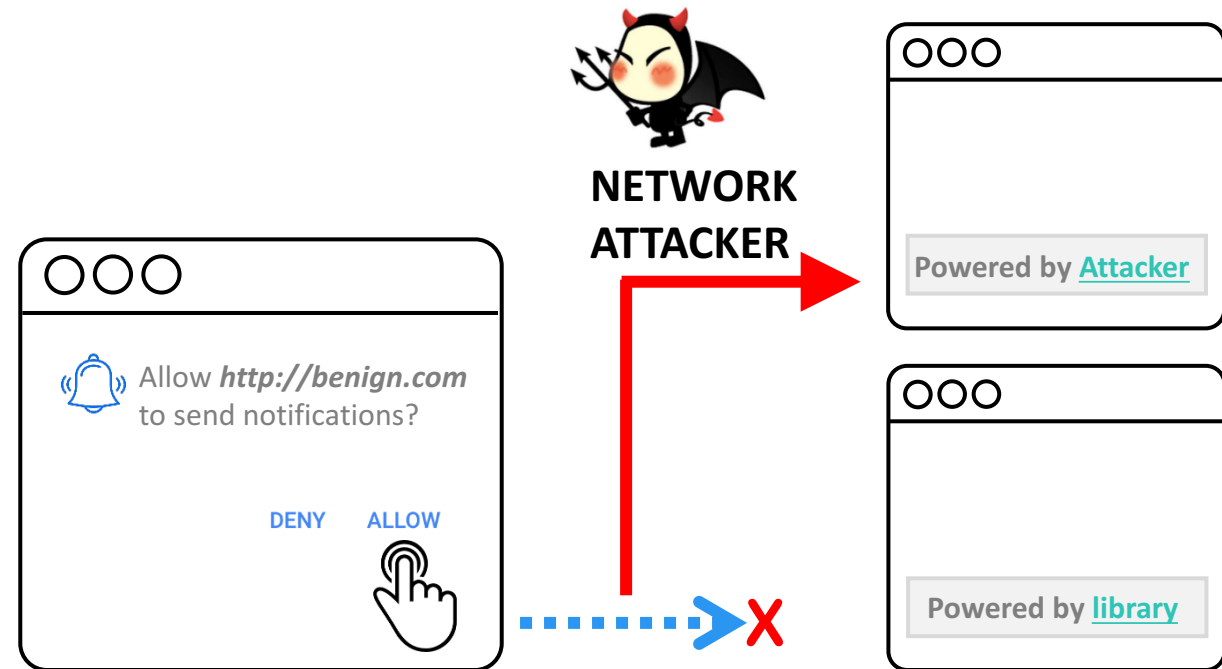 NETWORK
ATTACKER
Allow http://benign.com
to send notifications?
DENY ALLOW
X
Powered by Attacker
Powered by library